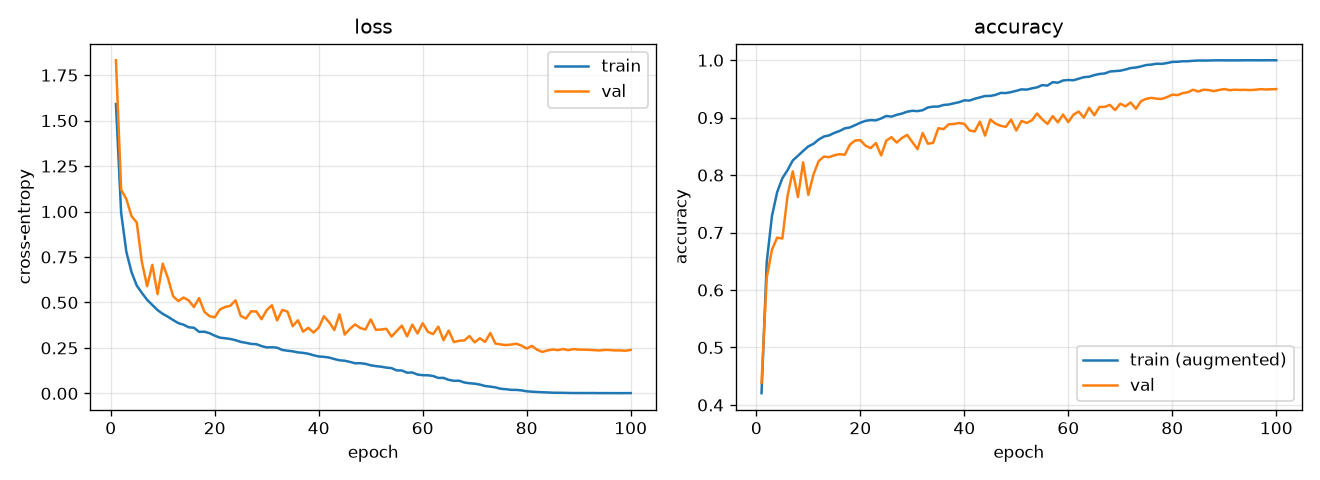 loss
cross-entropy
1.75
1.50
1.25
1.00
0.75
0.50
0.25
0.00
0 20 40 60 80 100
epoch
train
val
accuracy
accuracy
1.0
0.9
0.8
0.7
0.6
0.5
0.4
0 20 40 60 80 100
epoch
train (augmented)
val